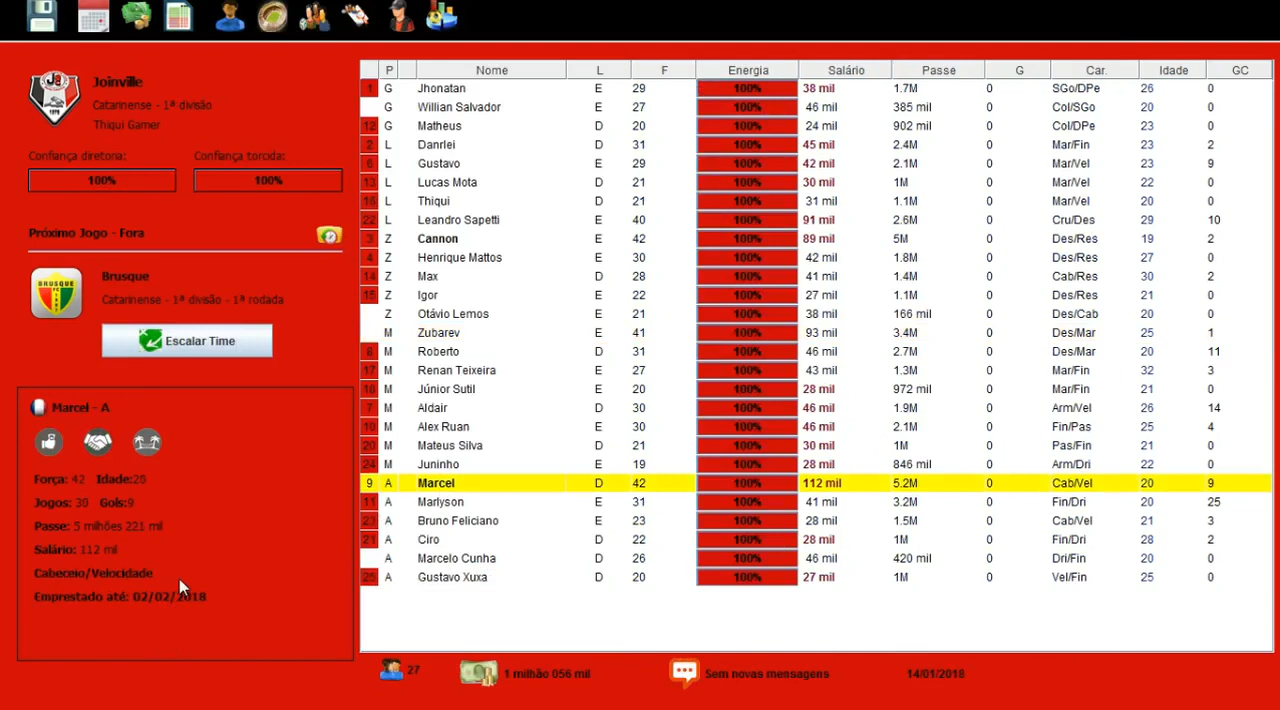 Joinville
Catarinense - 1ª divisão
Thiqui Gamer
Confiança diretoria: Confiança torcida:
100% 100%
Próximo Jogo - Fora
Brusque
Catarinense - 1ª divisão - 1ª rodada
Escalar Time
Marcel - A
Força: 42 Idade:20
Jogos: 30 Gols:9
Passe: 5 milhões 221 mil
Salário: 112 mil
Cabeceio/Velocidade
Emprestado até: 02/02/2018
P Nome L F Energia Salário Passe G Car. Idade GC
1 G Jhonatan E 29 100% 38 mil 1.7M 0 SGo/DPe 26 0
G Willian Salvador E 27 100% 46 mil 385 mil 0 Col/SGo 20 0
12 G Matheus D 20 100% 24 mil 902 mil 0 Col/DPe 23 0
2 L Danrlei D 31 100% 45 mil 2.4M 0 Mar/Fin 23 2
6 L Gustavo E 29 100% 42 mil 2.1M 0 Mar/Vel 23 9
13 L Lucas Mota D 21 100% 30 mil 1M 0 Mar/Vel 22 0
16 L Thiqui D 21 100% 31 mil 1.1M 0 Mar/Vel 20 0
22 L Leandro Sapetti E 40 100% 91 mil 2.6M 0 Cru/Des 29 10
3 Z Cannon E 42 100% 89 mil 5M 0 Des/Res 19 2
4 Z Henrique Mattos E 30 100% 42 mil 1.8M 0 Des/Res 27 0
14 Z Max D 28 100% 41 mil 1.4M 0 Cab/Res 30 2
15 Z Igor E 22 100% 27 mil 1.1M 0 Des/Res 21 0
Z Otávio Lemos E 21 100% 38 mil 166 mil 0 Des/Cab 20 0
M Zubarev E 41 100% 93 mil 3.4M 0 Des/Mar 25 1
8 M Roberto D 31 100% 46 mil 2.7M 0 Des/Mar 20 11
17 M Renan Teixeira E 27 100% 43 mil 1.3M 0 Mar/Fin 32 3
M Júnior Sutil E 20 100% 28 mil 972 mil 0 Mar/Fin 21 0
7 M Aldair D 30 100% 46 mil 1.9M 0 Arm/Vel 26 14
M Alex Ruan E 30 100% 46 mil 2.1M 0 Fin/Pas 25 4
20 M Mateus Silva D 21 100% 30 mil 1M 0 Pas/Fin 21 0
24 M Juninho E 19 100% 28 mil 846 mil 0 Arm/Dri 22 0
9 A Marcel D 42 100% 112 mil 5.2M 0 Cab/Vel 20 9
11 A Marlyson E 31 100% 41 mil 3.2M 0 Fin/Dri 20 25
23 A Bruno Feliciano E 23 100% 28 mil 1.5M 0 Cab/Vel 21 3
21 A Ciro D 22 100% 28 mil 1M 0 Fin/Dri 28 2
A Marcelo Cunha D 26 100% 46 mil 420 mil 0 Dri/Fin 20 0
25 A Gustavo Xuxa D 20 100% 27 mil 1M 0 Vel/Fin 25 0
27 1 milhão 056 mil Sem novas mensagens 14/01/2018